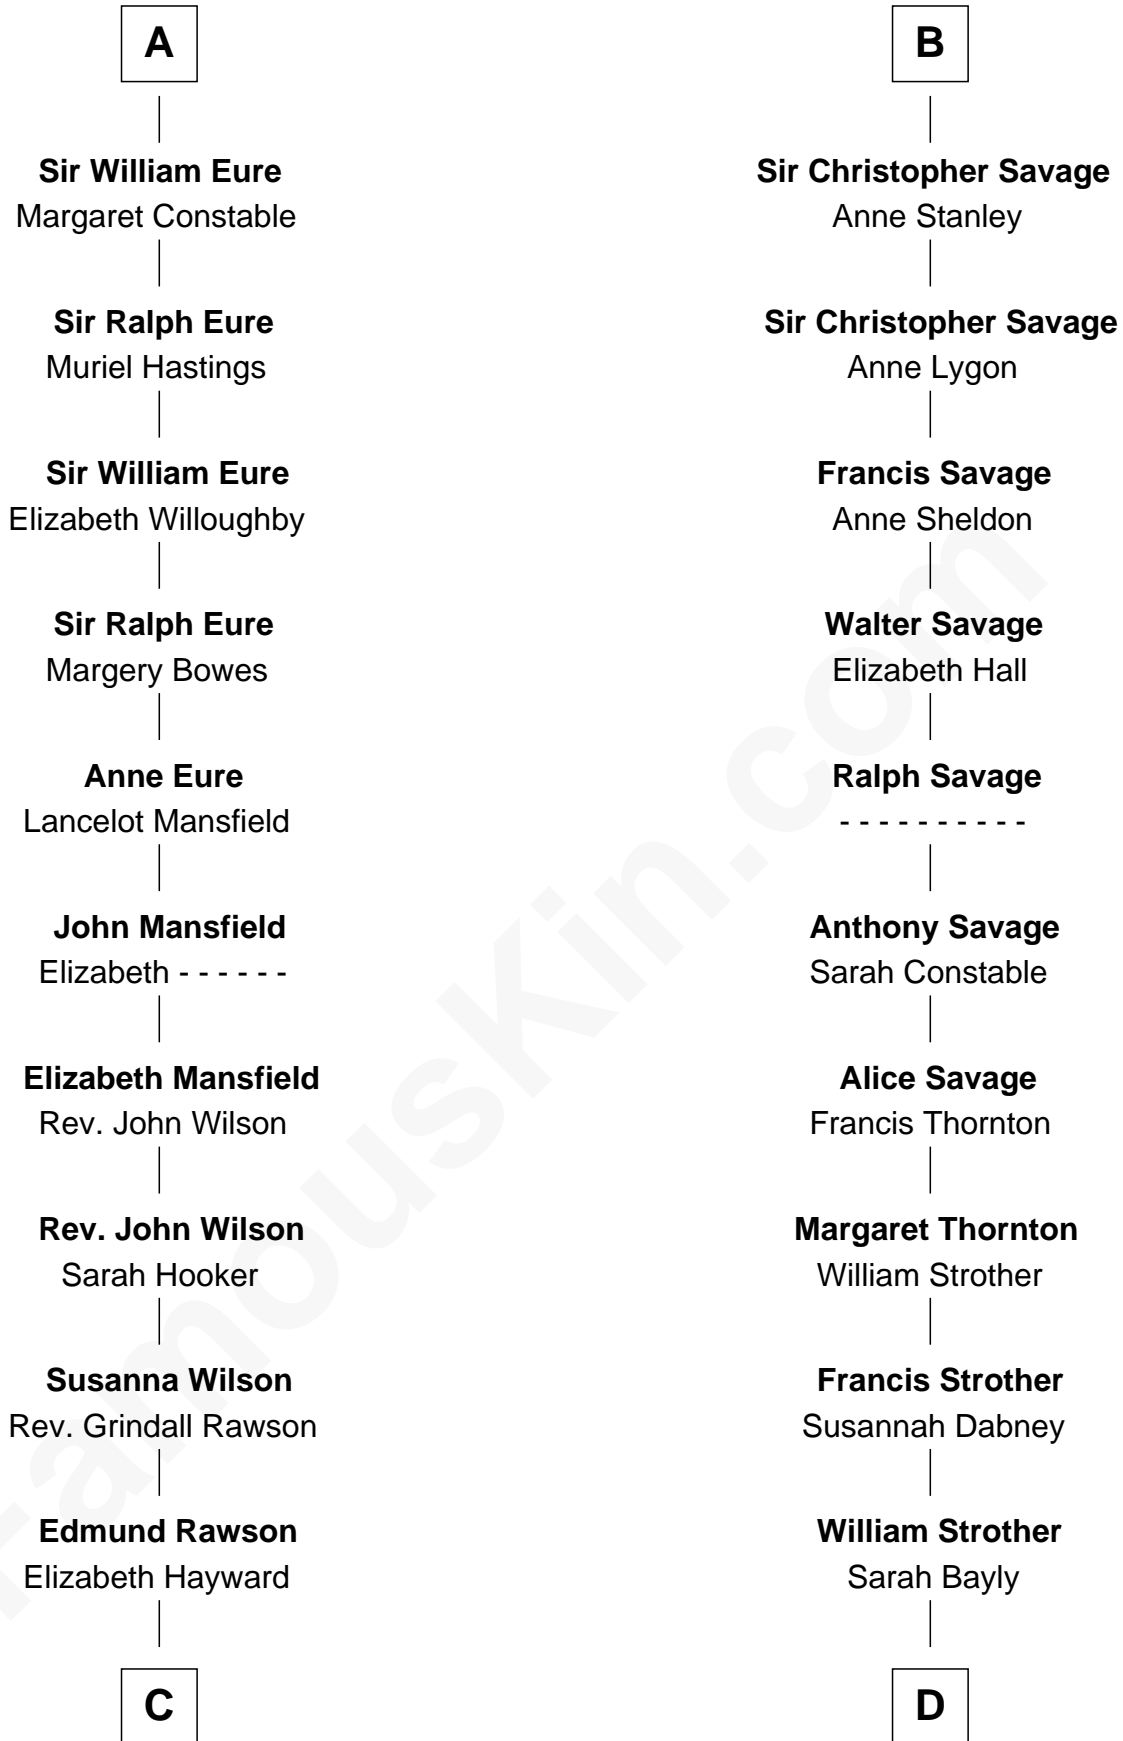 A
Sir William Eure
Margaret Constable
Sir Ralph Eure
Muriel Hastings
Sir William Eure
Elizabeth Willoughby
Sir Ralph Eure
Margery Bowes
Anne Eure
Lancelot Mansfield
John Mansfield
Elizabeth - - - - - -
Elizabeth Mansfield
Rev. John Wilson
Rev. John Wilson
Sarah Hooker
Susanna Wilson
Rev. Grindall Rawson
Edmund Rawson
Elizabeth Hayward
C
B
Sir Christopher Savage
Anne Stanley
Sir Christopher Savage
Anne Lygon
Francis Savage
Anne Sheldon
Walter Savage
Elizabeth Hall
Ralph Savage
- - - - - - - - - -
Anthony Savage
Sarah Constable
Alice Savage
Francis Thornton
Margaret Thornton
William Strother
Francis Strother
Susannah Dabney
William Strother
Sarah Bayly
D
FamousKin.com